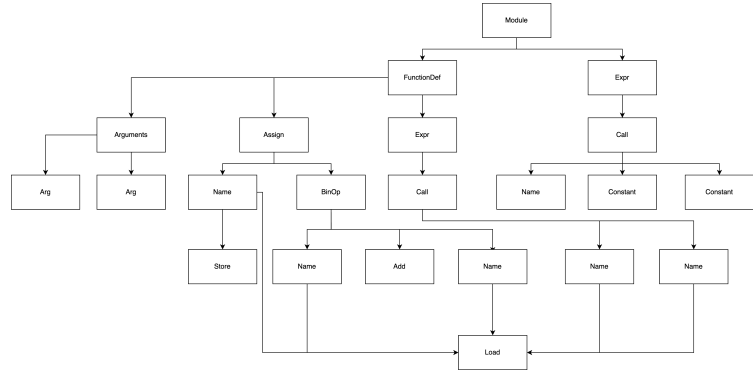 Module
FunctionDef
Expr
Arguments
Assign
Expr
Call
Arg
Arg
Name
BinOp
Call
Name
Constant
Constant
Store
Name
Add
Name
Name
Name
Load